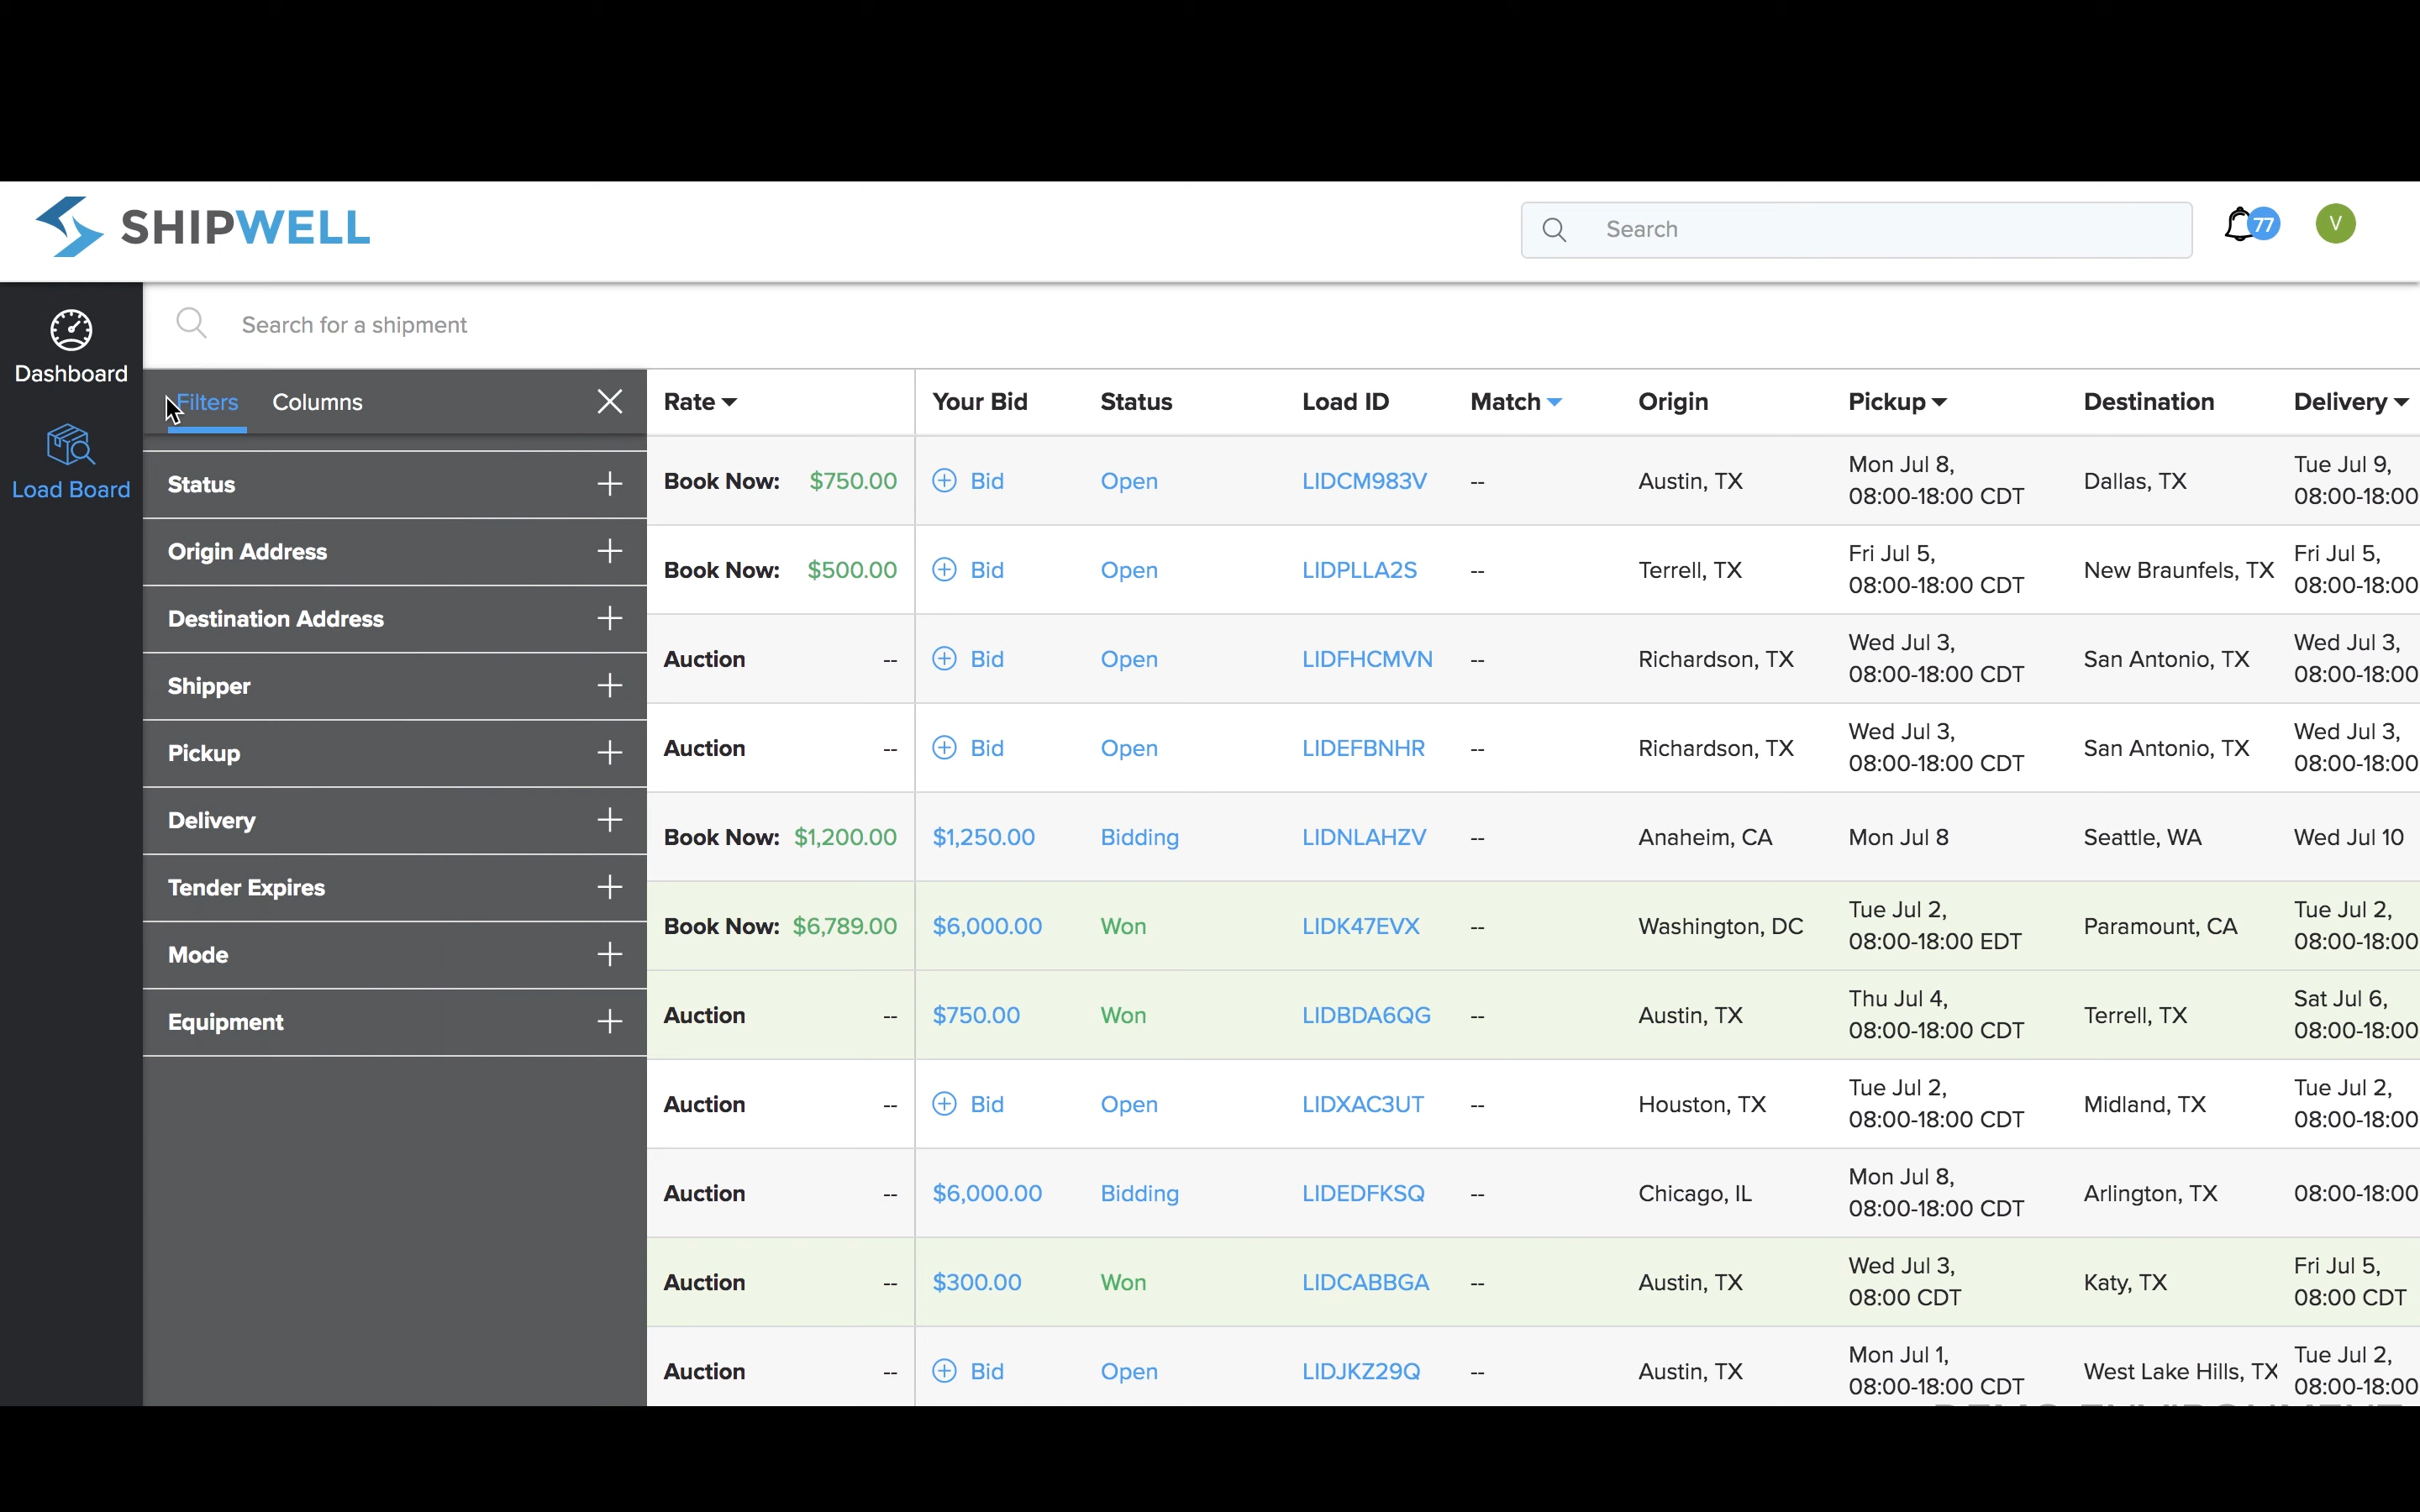 SHIPWELL
Search
77
V
Dashboard
Load Board
Search for a shipment
Filters Columns
Status
Origin Address
Destination Address
Shipper
Pickup
Delivery
Tender Expires
Mode
Equipment
Rate Your Bid Status Load ID Match Origin Pickup Destination Delivery
Book Now: $750.00 Bid Open LIDCM983V -- Austin, TX Mon Jul 8, 08:00-18:00 CDT Dallas, TX Tue Jul 9, 08:00-18:00
Book Now: $500.00 Bid Open LIDPLLA2S -- Terrell, TX Fri Jul 5, 08:00-18:00 CDT New Braunfels, TX Fri Jul 5, 08:00-18:00
Auction -- Bid Open LIDFHCMVN -- Richardson, TX Wed Jul 3, 08:00-18:00 CDT San Antonio, TX Wed Jul 3, 08:00-18:00
Auction -- Bid Open LIDEFBNHR -- Richardson, TX Wed Jul 3, 08:00-18:00 CDT San Antonio, TX Wed Jul 3, 08:00-18:00
Book Now: $1,200.00 $1,250.00 Bidding LIDNLAHZV -- Anaheim, CA Mon Jul 8 Seattle, WA Wed Jul 10
Book Now: $6,789.00 $6,000.00 Won LIDK47EVX -- Washington, DC Tue Jul 2, 08:00-18:00 EDT Paramount, CA Tue Jul 2, 08:00-18:00
Auction -- $750.00 Won LIDBDA6QG -- Austin, TX Thu Jul 4, 08:00-18:00 CDT Terrell, TX Sat Jul 6, 08:00-18:00
Auction -- Bid Open LIDXAC3UT -- Houston, TX Tue Jul 2, 08:00-18:00 CDT Midland, TX Tue Jul 2, 08:00-18:00
Auction -- $6,000.00 Bidding LIDEDFKSQ -- Chicago, IL Mon Jul 8, 08:00-18:00 CDT Arlington, TX 08:00-18:00
Auction -- $300.00 Won LIDCABBGA -- Austin, TX Wed Jul 3, 08:00 CDT Katy, TX Fri Jul 5, 08:00 CDT
Auction -- Bid Open LIDJKZ29Q -- Austin, TX Mon Jul 1, 08:00-18:00 CDT West Lake Hills, TX Tue Jul 2, 08:00-18:00